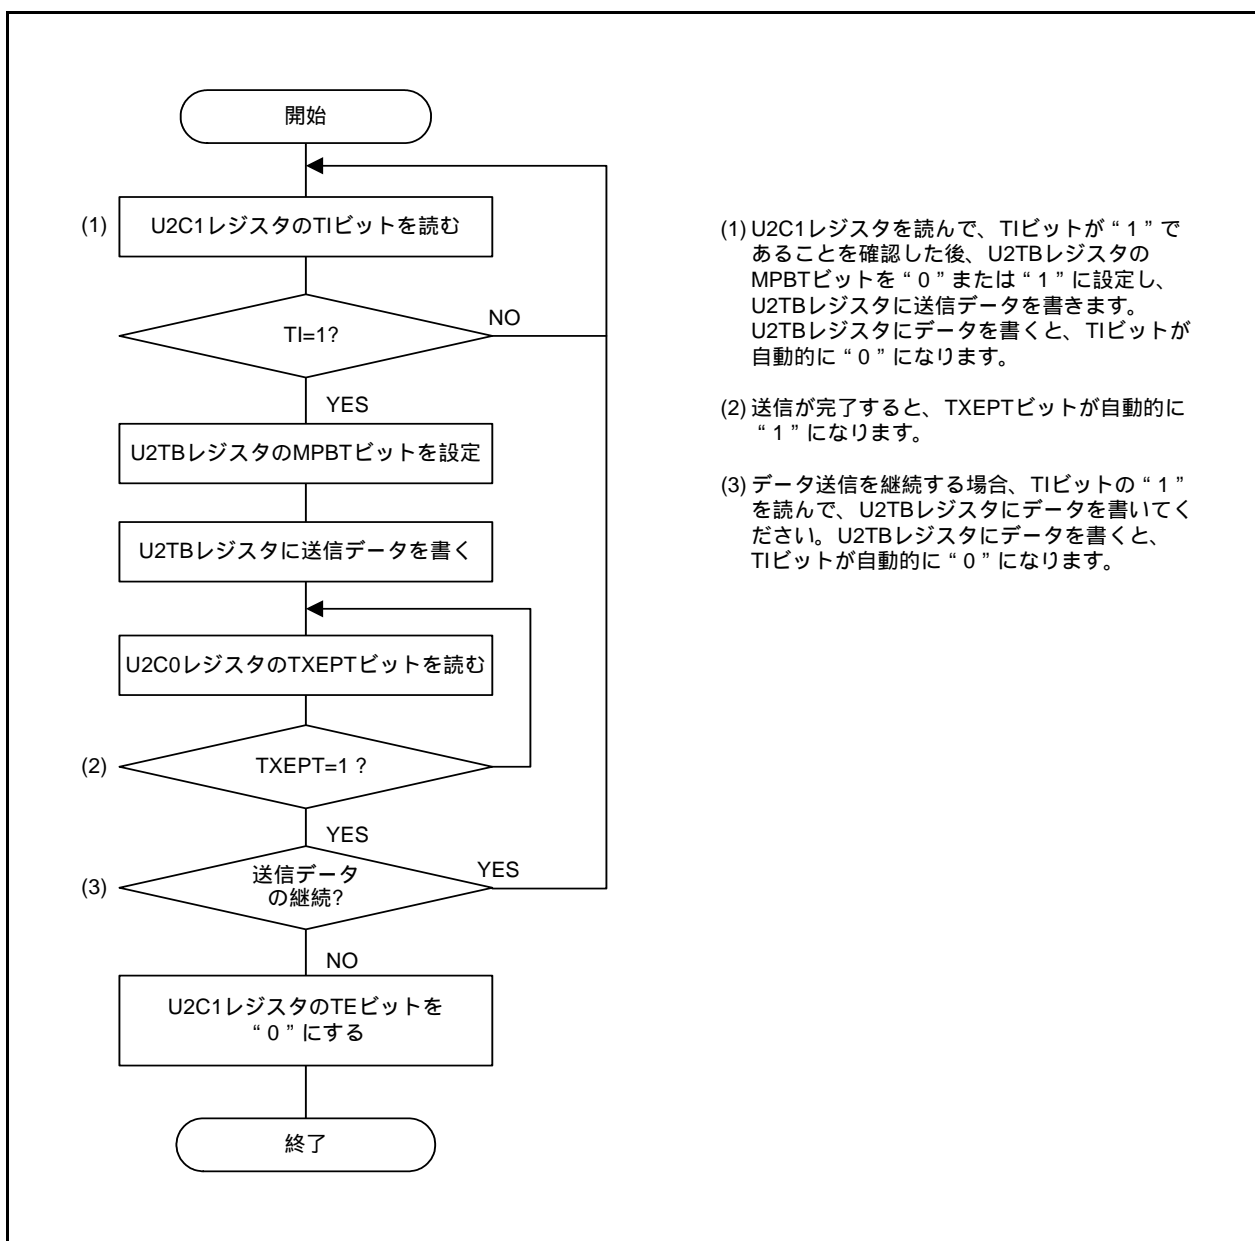 開始
(1)
U2C1レジスタのTIビットを読む
TI=1?
NO
YES
U2TBレジスタのMPBTビットを設定
U2TBレジスタに送信データを書く
U2C0レジスタのTXEPTビットを読む
(2)
TXEPT=1 ?
YES
(3)
送信データ
の継続?
YES
NO
U2C1レジスタのTEビットを
“ 0 ” にする
終了
(1) U2C1レジスタを読んで、TIビットが “ 1 ” で
あることを確認した後、U2TBレジスタの
MPBTビットを “ 0 ” または “ 1 ” に設定し、
U2TBレジスタに送信データを書きます。
U2TBレジスタにデータを書くと、TIビットが
自動的に “ 0 ” になります。
(2) 送信が完了すると、TXEPTビットが自動的に
“ 1 ” になります。
(3) データ送信を継続する場合、TIビットの “ 1 ”
を読んで、U2TBレジスタにデータを書いてく
ださい。U2TBレジスタにデータを書くと、
TIビットが自動的に “ 0 ” になります。